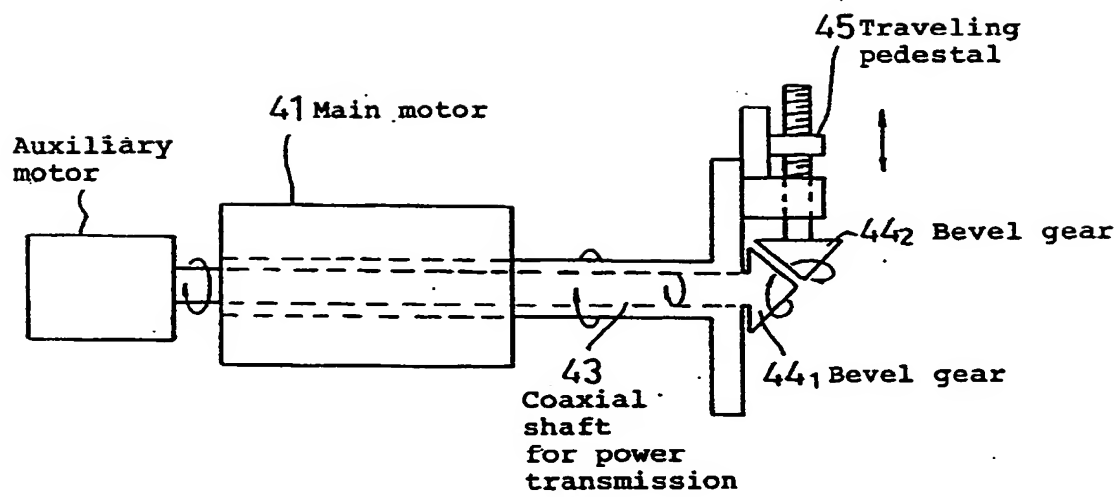 45 Traveling
pedestal
41 Main motor
Auxiliary
motor
44₂ Bevel gear
44₁ Bevel gear
43
Coaxial
shaft
for power
transmission